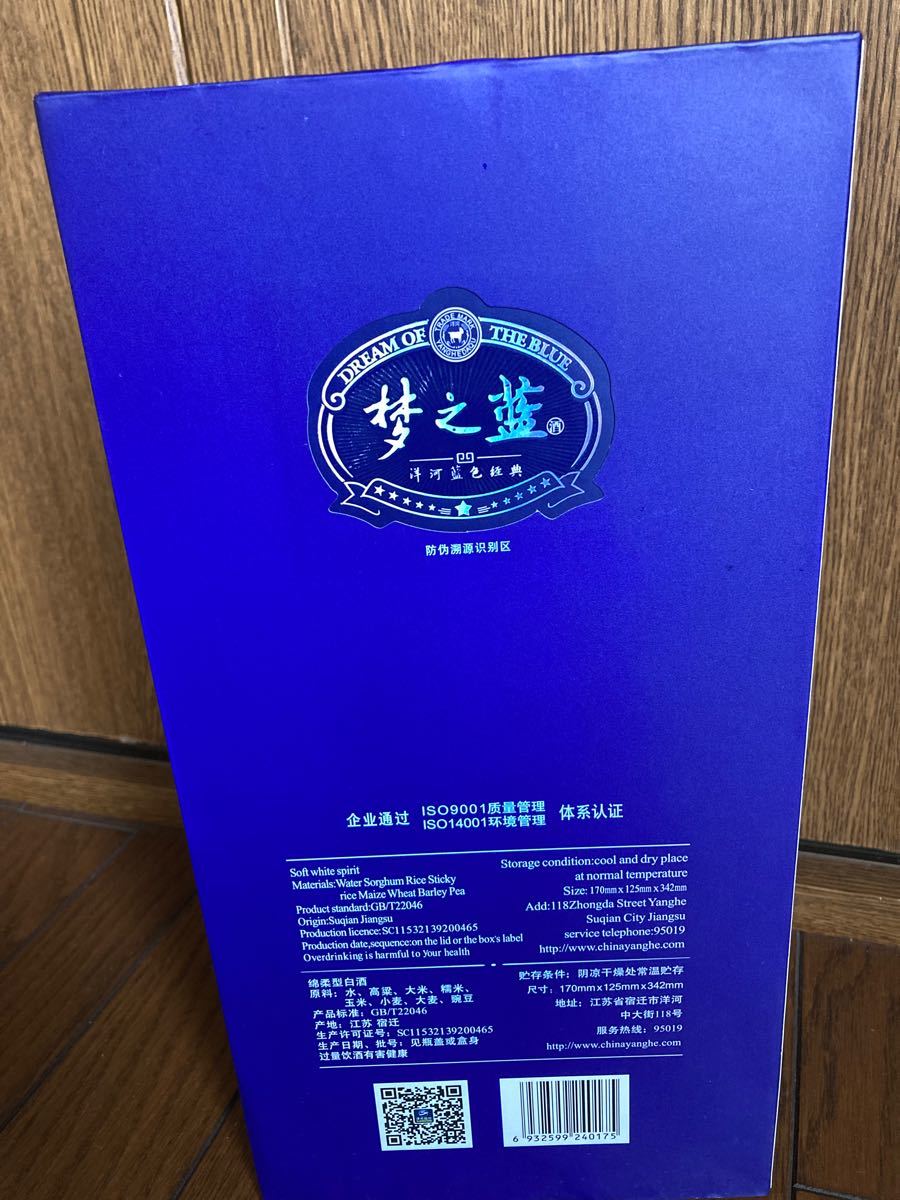 DREAM OF THE BLUE
TRADE MARK
YANGHEDAQU
梦之蓝
酒
洋河蓝色经典
防伪溯源识别区
企业通过 ISO9001质量管理 体系认证
ISO14001环境管理
Soft white spirit
Materials:Water Sorghum Rice Sticky
rice Maize Wheat Barley Pea
Product standard:GB/T22046
Origin:Suqian Jiangsu
Production licence:SC11532139200465
Production date,sequence:on the lid or the box's label
Overdrinking is harmful to Your health
Storage condition:cool and dry place
at normal temperature
Size: 170mm x 125mm x 342mm
Add:118Zhongda Street Yanghe
Suqian City Jiangsu
service telephone:95019
http://www.chinayanghe.com
绵柔型白酒
原料：水、高粱、大米、糯米、
玉米、小麦、大麦、豌豆
产品标准：GB/T22046
产地：江苏 宿迁
生产许可证号：SC11532139200465
生产日期、批号：见瓶盖或盒身
过量饮酒有害健康
贮存条件：阴凉干燥处常温贮存
尺寸：170mm x 125mm x 342mm
地址：江苏省宿迁市洋河
中大街118号
服务热线：95019
http://www.chinayanghe.com
6 932599 240175